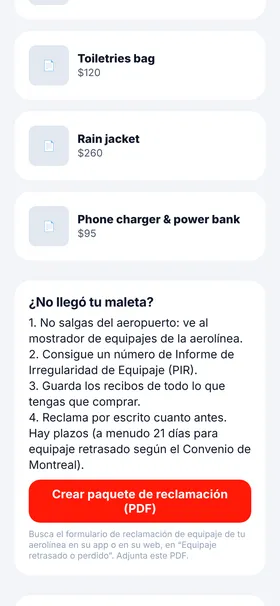 Toiletries bag
$120
Rain jacket
$260
Phone charger & power bank
$95
¿No llegó tu maleta?
1. No salgas del aeropuerto: ve al
mostrador de equipajes de la aerolínea.
2. Consigue un número de Informe de
Irregularidad de Equipaje (PIR).
3. Guarda los recibos de todo lo que
tengas que comprar.
4. Reclama por escrito cuanto antes.
Hay plazos (a menudo 21 días para
equipaje retrasado según el Convenio de
Montreal).
Crear paquete de reclamación
(PDF)
Busca el formulario de reclamación de equipaje de tu
aerolínea en su app o en su web, en "Equipaje
retrasado o perdido". Adjunta este PDF.